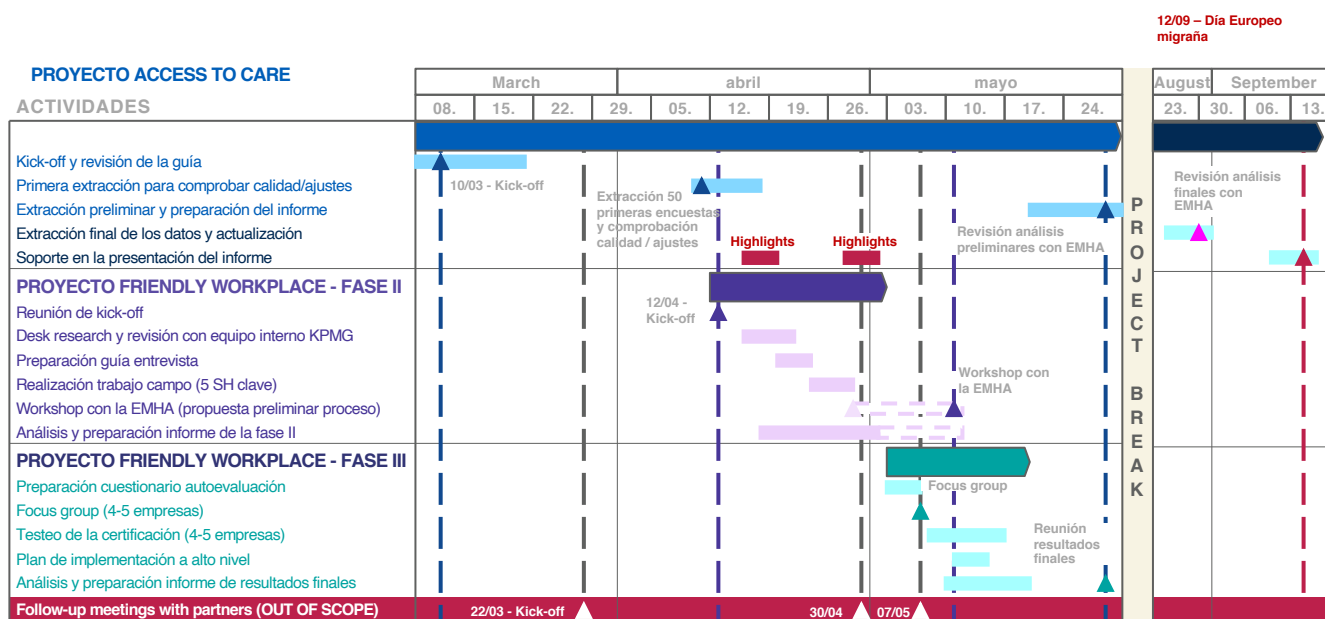 12/09 – Día Europeo
migraña
PROYECTO ACCESS TO CARE
March
abril
mayo
August
September
ACTIVIDADES
08.
15.
22.
29.
05.
12.
19.
26.
03.
10.
17.
24.
23.
30.
06.
13.
Kick-off y revisión de la guía
10/03 - Kick-off
Primera extracción para comprobar calidad/ajustes
Extracción 50
primeras encuestas
y comprobación
calidad / ajustes
Extracción preliminar y preparación del informe
Revisión análisis
preliminares con EMHA
Revisión análisis
finales con
EMHA
Extracción final de los datos y actualización
Highlights
Highlights
Soporte en la presentación del informe
PROYECTO FRIENDLY WORKPLACE - FASE II
12/04 -
Kick-off
Reunión de kick-off
Desk research y revisión con equipo interno KPMG
Preparación guía entrevista
Realización trabajo campo (5 SH clave)
Workshop con
la EMHA
Workshop con la EMHA (propuesta preliminar proceso)
Análisis y preparación informe de la fase II
PROYECTO FRIENDLY WORKPLACE - FASE III
Preparación cuestionario autoevaluación
Focus group
Focus group (4-5 empresas)
Testeo de la certificación (4-5 empresas)
Reunión
resultados
finales
Plan de implementación a alto nivel
Análisis y preparación informe de resultados finales
Follow-up meetings with partners (OUT OF SCOPE)
22/03 - Kick-off
30/04
07/05
PROJECT BREAK